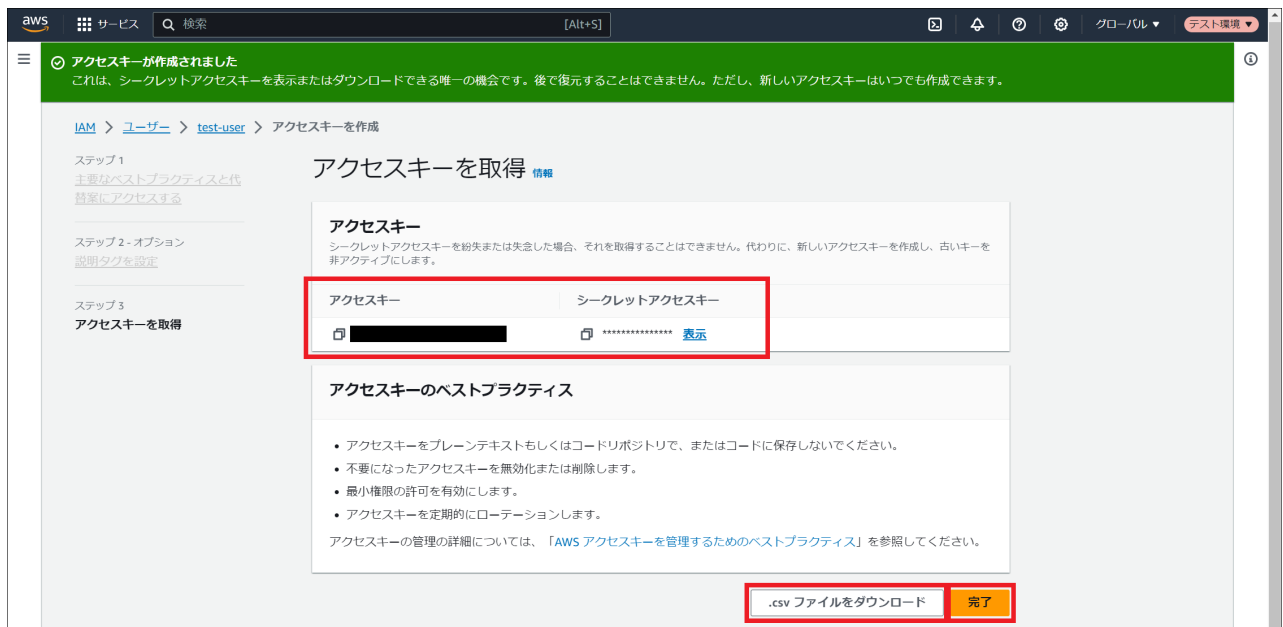 aws サービス 検索 [Alt+S] グローバル ▼ テスト環境 ▼
アクセスキーが作成されました
これは、シークレットアクセスキーを表示またはダウンロードできる唯一の機会です。後で復元することはできません。ただし、新しいアクセスキーはいつでも作成できます。
IAM > ユーザー > test-user > アクセスキーを作成
ステップ 1
主要なベストプラクティスと代
替案にアクセスする
ステップ 2 - オプション
説明タグを設定
ステップ 3
アクセスキーを取得
アクセスキーを取得 情報
アクセスキー
シークレットアクセスキーを紛失または失念した場合、それを取得することはできません。代わりに、新しいアクセスキーを作成し、古いキーを
非アクティブにします。
アクセスキー シークレットアクセスキー
*************** 表示
アクセスキーのベストプラクティス
• アクセスキーをプレーンテキストもしくはコードリポジトリで、またはコードに保存しないでください。
• 不要になったアクセスキーを無効化または削除します。
• 最小権限の許可を有効にします。
• アクセスキーを定期的にローテーションします。
アクセスキーの管理の詳細については、「AWS アクセスキーを管理するためのベストプラクティス」を参照してください。
.csv ファイルをダウンロード 完了